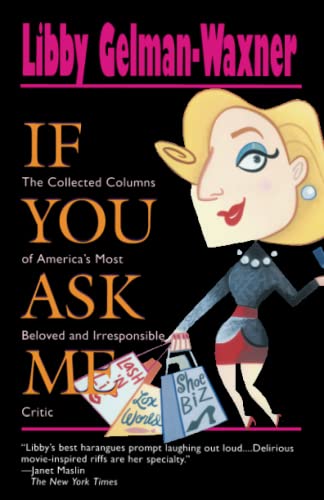 Libby Gelman-Waxner
IF
The Collected Columns
YOU
of America's Most
ASK
Beloved and Irresponsible
ME
Critic
Lox
World
Shoe
BIZ
"Libby's best harangues prompt laughing out loud....Delirious
movie-inspired riffs are her specialty."
—Janet Maslin
The New York Times